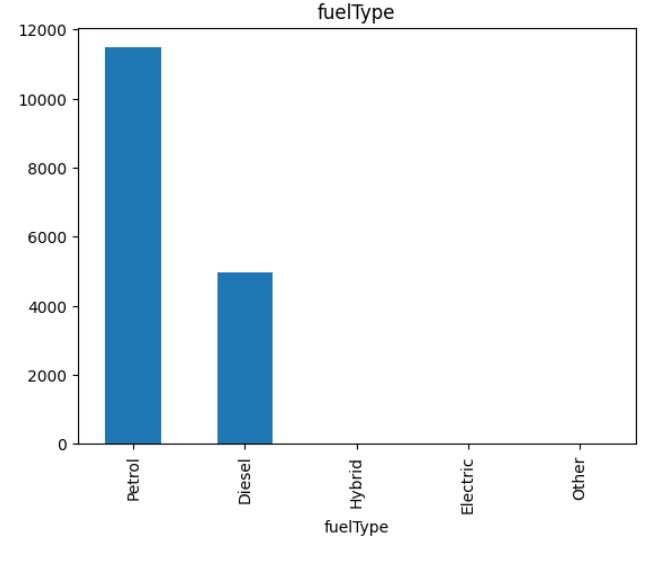 fuelType
12000
10000
8000
6000
4000
2000
0
Petrol
Diesel
Hybrid
Electric
Other
fuelType